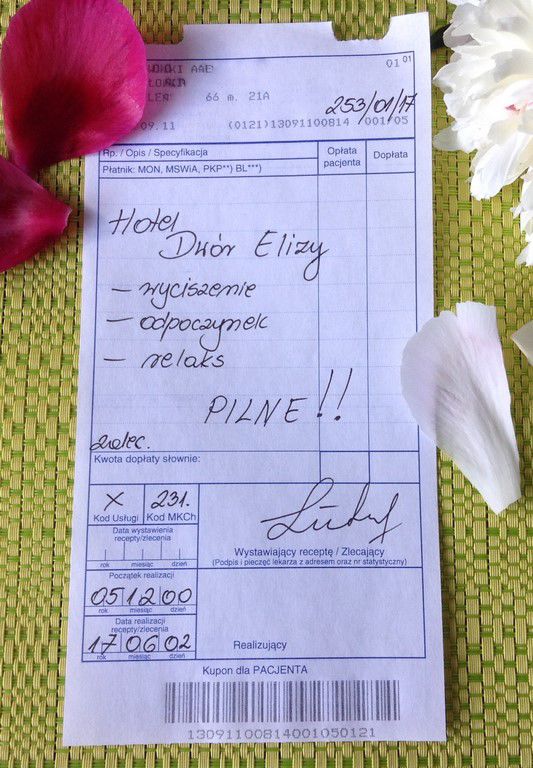 01 01
66 m. 21A
253/01/17
09.11 (0121)13091100814 001/05
Rp. / Opis / Specyfikacja
Płatnik: MON, MSWiA, PKP**) BL***)
Opłata pacjenta
Dopłata
Hotel
Dwór Elizy
- wyciszenie
- odpoczynek
- relaks
PILNE!!
zalec.
Kwota dopłaty słownie:
X 231.
Kod Usługi Kod MKCh
Data wystawienia
recepty/zlecenia
rok miesiąc dzień
Początek realizacji
05 12 00
rok miesiąc dzień
Data realizacji
recepty/zlecenia
17 06 02
rok miesiąc dzień
Wystawiający receptę / Zlecający
(Podpis i pieczęć lekarza z adresem oraz nr statystyczny)
Realizujący
Kupon dla PACJENTA
13091100814001050121